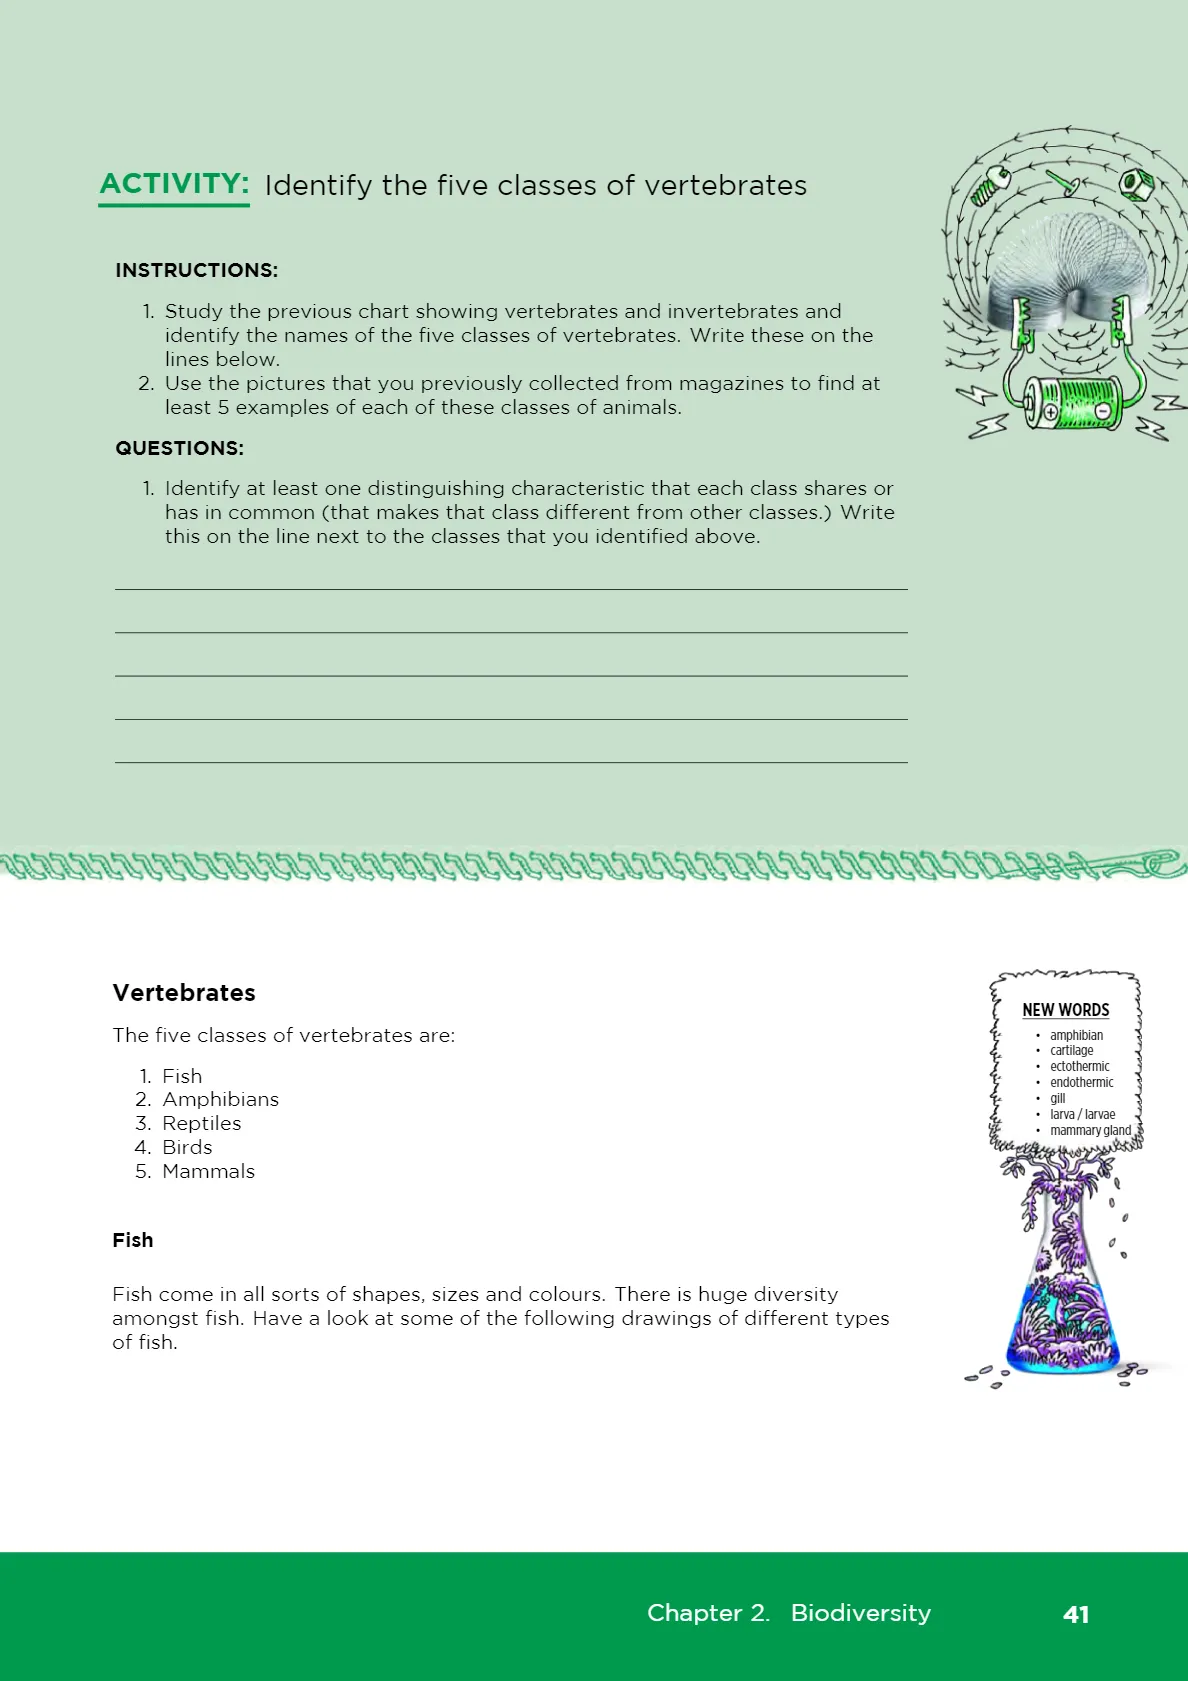 ACTIVITY: Identify the five classes of vertebrates
INSTRUCTIONS:
1. Study the previous chart showing vertebrates and invertebrates and
identify the names of the five classes of vertebrates. Write these on the
lines below.
2. Use the pictures that you previously collected from magazines to find at
least 5 examples of each of these classes of animals.
QUESTIONS:
1. Identify at least one distinguishing characteristic that each class shares or
has in common (that makes that class different from other classes.) Write
this on the line next to the classes that you identified above.
Vertebrates
The five classes of vertebrates are:
1. Fish
2. Amphibians
3. Reptiles
4. Birds
5. Mammals
Fish
Fish come in all sorts of shapes, sizes and colours. There is huge diversity
amongst fish. Have a look at some of the following drawings of different types
of fish.
NEW WORDS
• amphibian
• cartilage
• ectothermic
• endothermic
• gill
• larva / larvae
• mammary gland
Chapter 2. Biodiversity 41